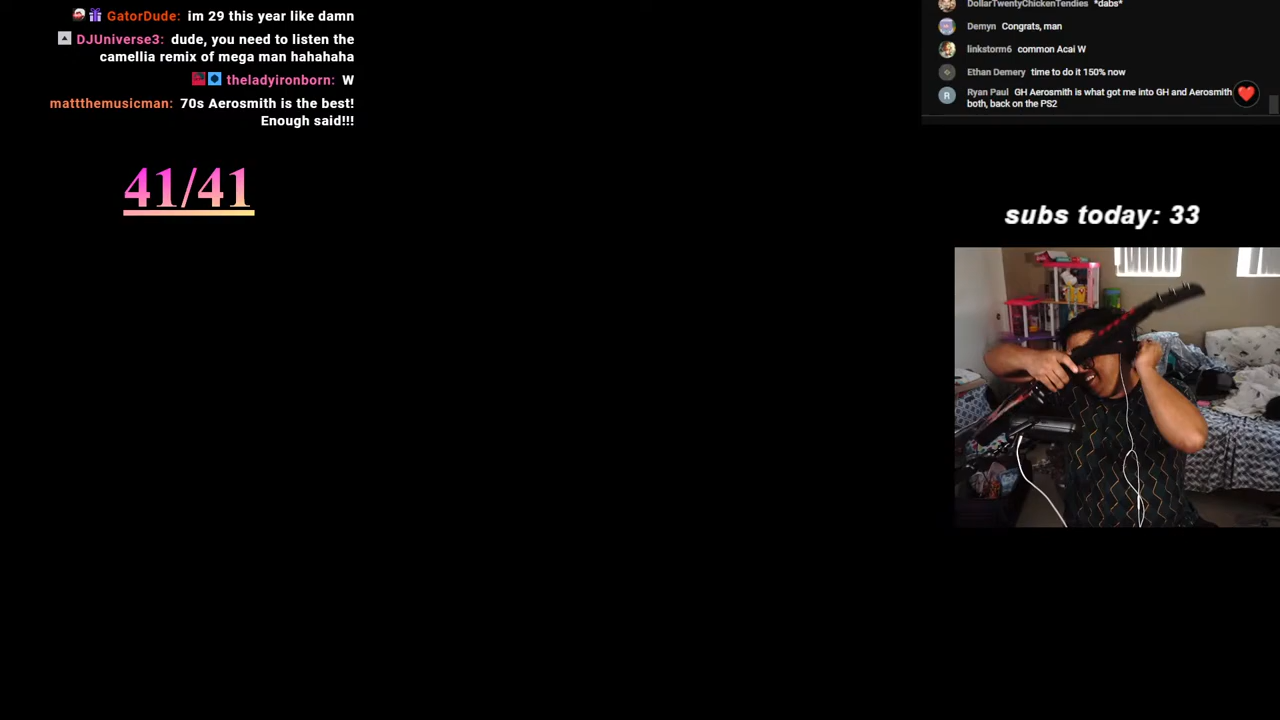 GatorDude: im 29 this year like damn
DJUniverse3: dude, you need to listen the
camellia remix of mega man hahahaha
theladyironborn: W
mattthemusicman: 70s Aerosmith is the best!
Enough said!!!
41/41
DollarTwentyChickenTendies *dabs*
Demyn Congrats, man
linkstorm6 common Acai W
Ethan Demery time to do it 150% now
R
Ryan Paul GH Aerosmith is what got me into GH and Aerosmith
both, back on the PS2
subs today: 33